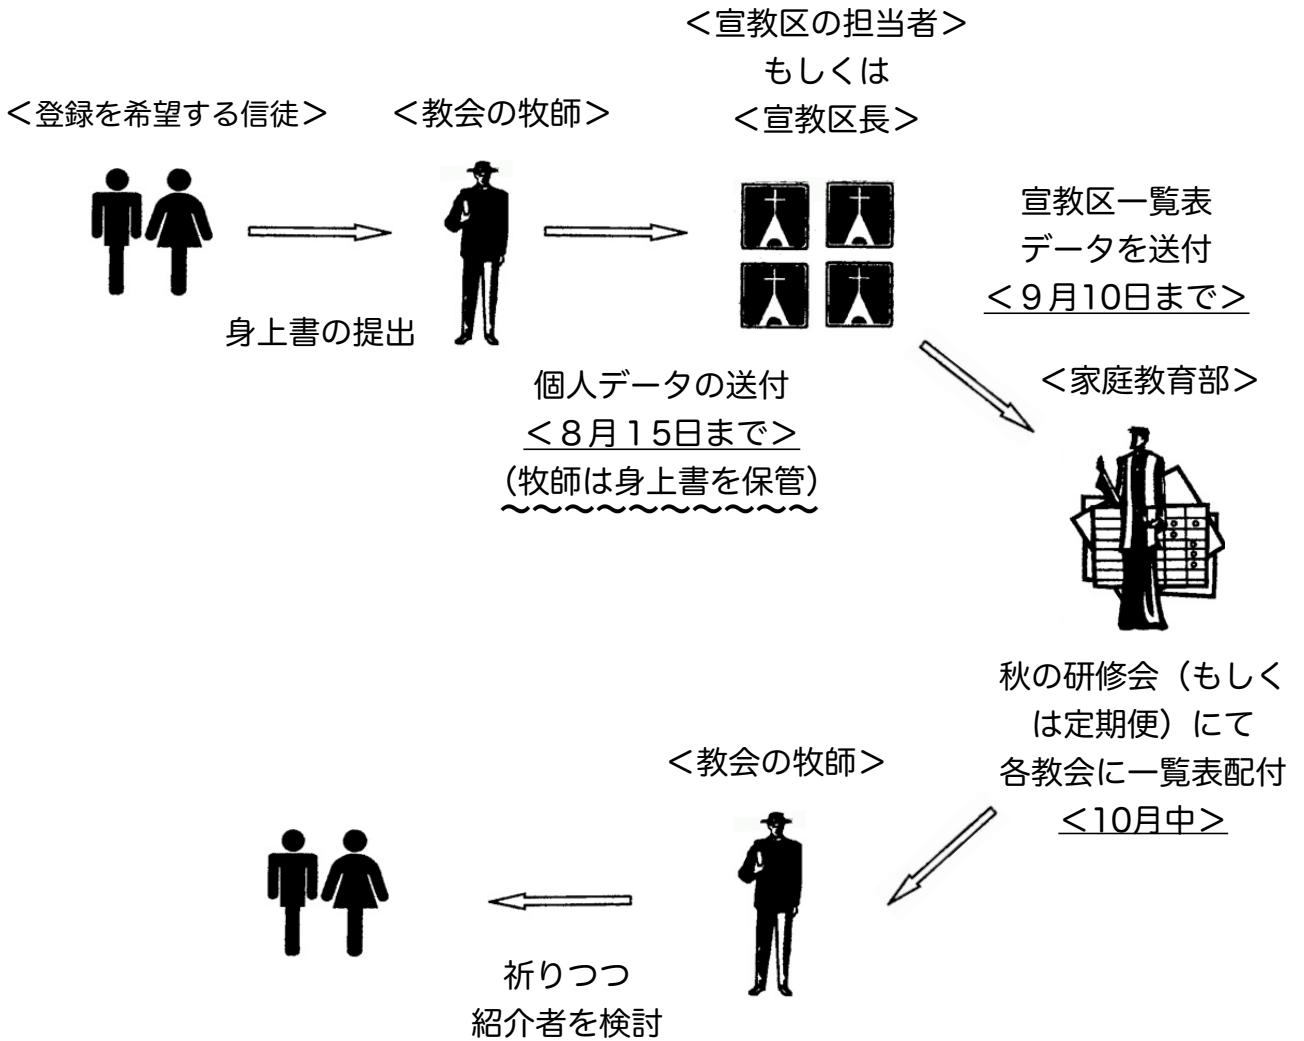 ＜宣教区の担当者＞
もしくは
＜宣教区長＞
＜登録を希望する信徒＞
＜教会の牧師＞
身上書の提出
個人データの送付
＜８月１５日まで＞
（牧師は身上書を保管）
宣教区一覧表
データを送付
＜９月10日まで＞
＜家庭教育部＞
秋の研修会（もしく
は定期便）にて
各教会に一覧表配付
＜10月中＞
＜教会の牧師＞
祈りつつ
紹介者を検討